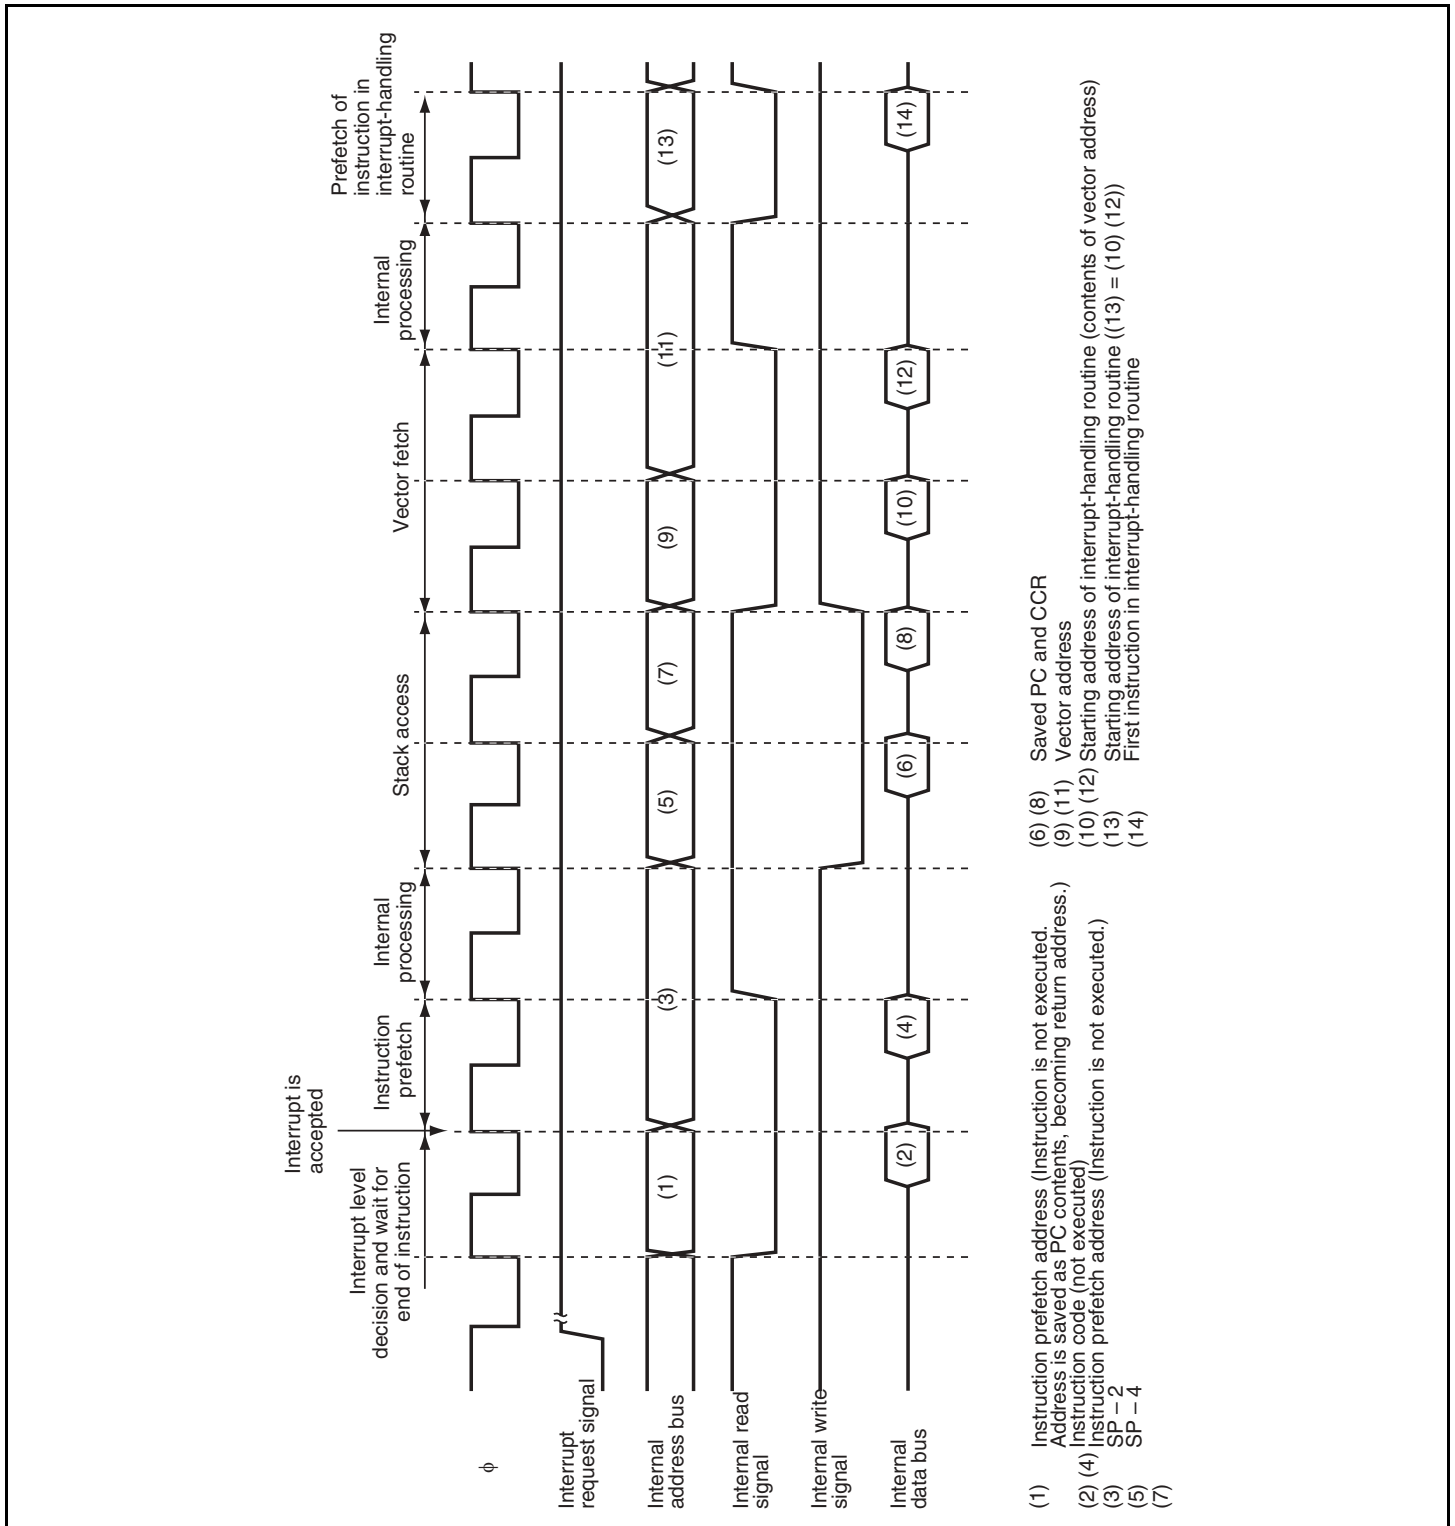 Interrupt is
accepted
Interrupt level
decision and wait for
end of instruction
Instruction
prefetch
Internal
processing
Stack access
Vector fetch
Internal
processing
Prefetch of
instruction in
interrupt-handling
routine
ϕ
Interrupt
request signal
Internal
address bus
(1)
(3)
(5)
(7)
(9)
(11)
(13)
Internal read
signal
Internal write
signal
Internal
data bus
(2)
(4)
(6)
(8)
(10)
(12)
(14)
(1)
Instruction prefetch address (Instruction is not executed.
Address is saved as PC contents, becoming return address.)
(2) (4) Instruction code (not executed)
(3) Instruction prefetch address (Instruction is not executed.)
(5) SP – 2
(7) SP – 4
(6) (8) Saved PC and CCR
(9) (11) Vector address
(10) (12) Starting address of interrupt-handling routine (contents of vector address)
(13) Starting address of interrupt-handling routine ((13) = (10) (12))
(14) First instruction in interrupt-handling routine